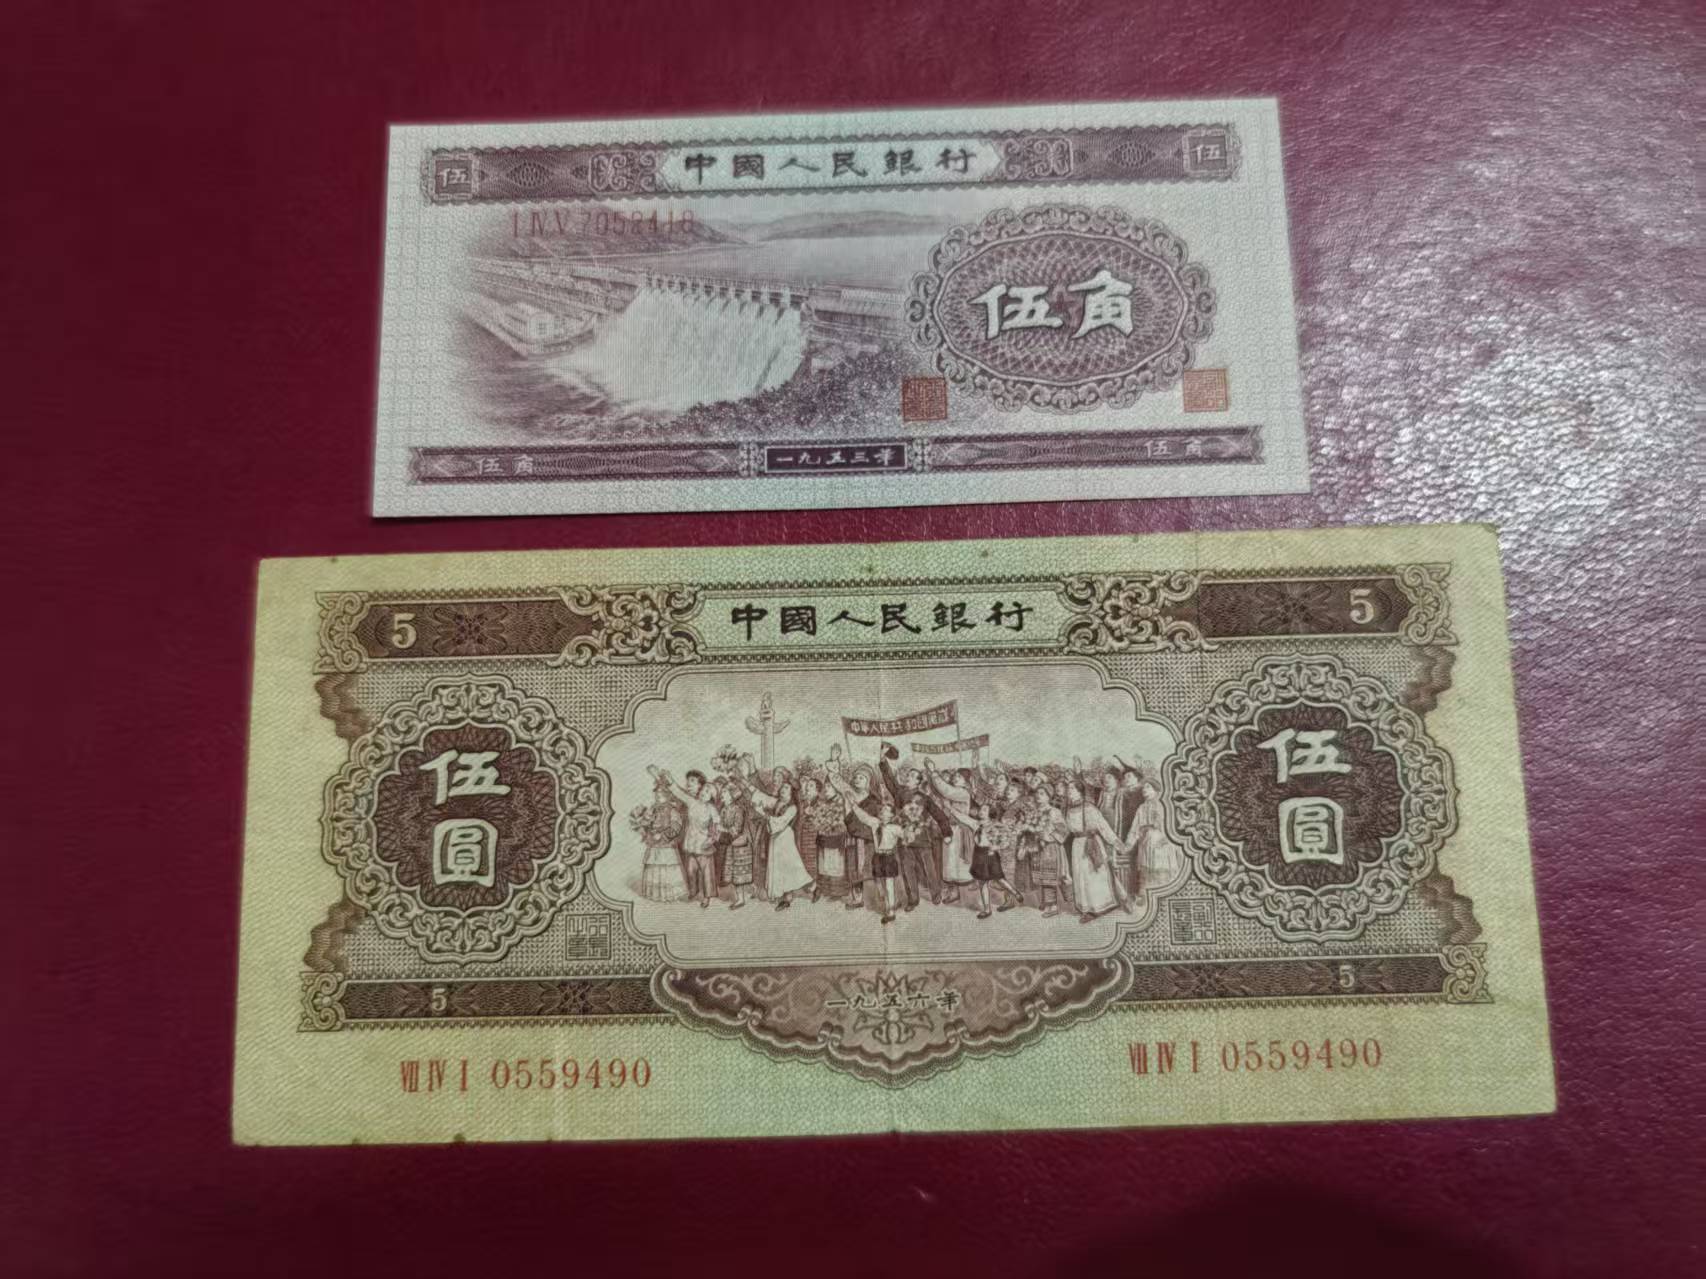 伍 中國人民銀行 伍
I IV V 7052418
伍角
伍角 一九五三年 伍角
5 中國人民銀行 5
伍圓 伍圓
5 一九五六年 5
VIII IV I 0559490 VIII IV I 0559490